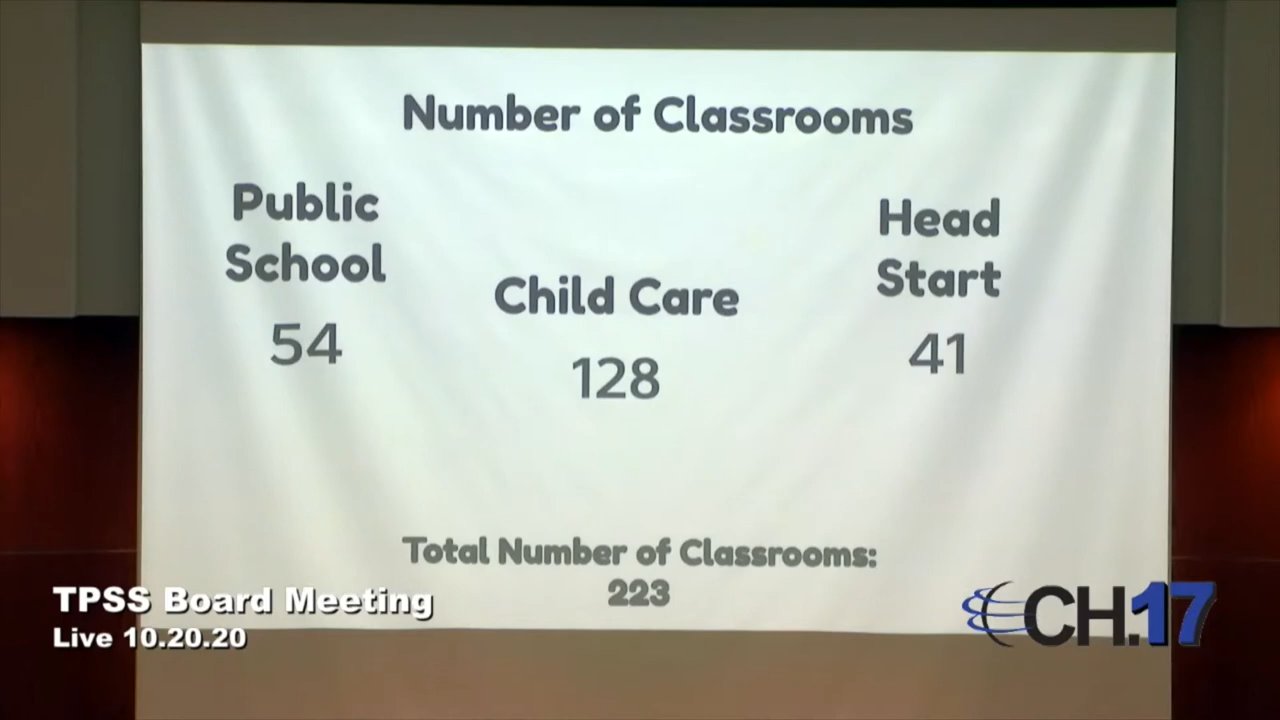 Number of Classrooms
Public
School
54
Child Care
128
Head
Start
41
Total Number of Classrooms:
223
TPSS Board Meeting
Live 10.20.20
CH.17